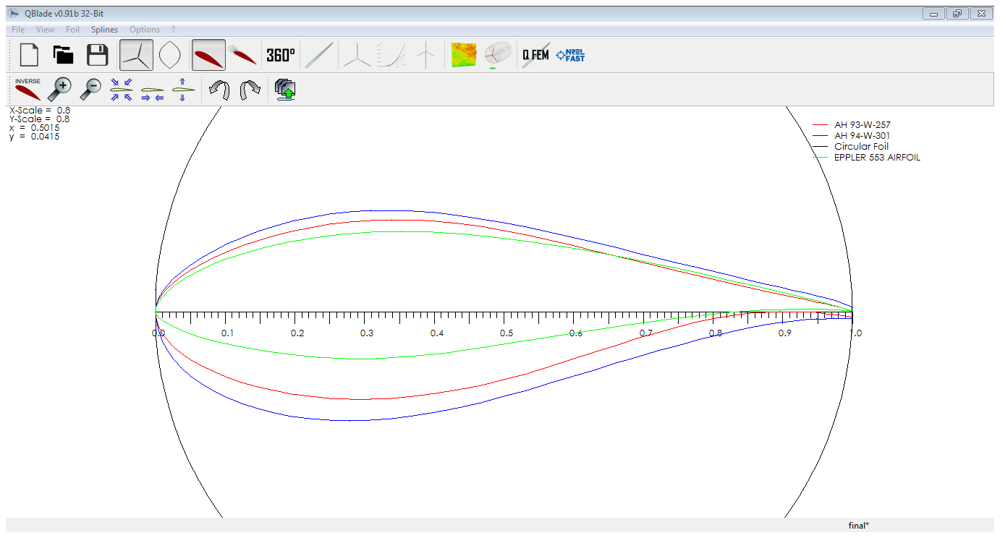 QBlade v0.91b 32-Bit
File View Foil Splines Options ?
360° Q FEM NREL FAST
INVERSE
X-Scale = 0.8
Y-Scale = 0.8
x = 0.5015
y = 0.0415
AH 93-W-257
AH 94-W-301
Circular Foil
EPPLER 553 AIRFOIL
0.0 0.1 0.2 0.3 0.4 0.5 0.6 0.7 0.8 0.9 1.0
final*